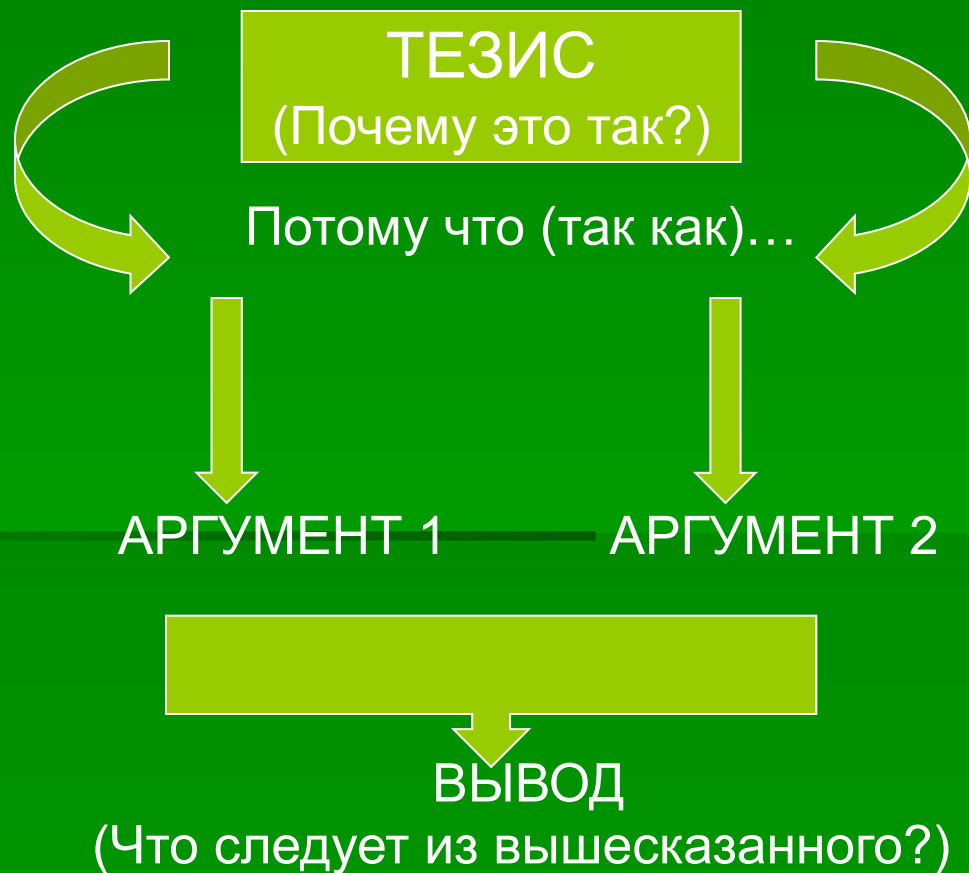 ТЕЗИС
(Почему это так?)
Потому что (так как)…
АРГУМЕНТ 1
АРГУМЕНТ 2
ВЫВОД
(Что следует из вышесказанного?)